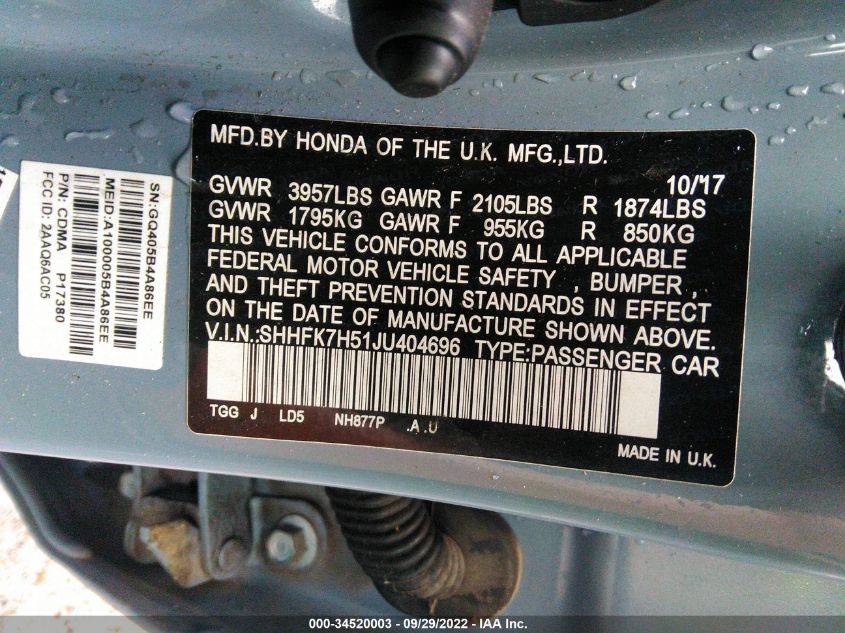 MFD.BY HONDA OF THE U.K. MFG.,LTD.
10/17
GVWR 3957LBS GAWR F 2105LBS R 1874LBS
GVWR 1795KG GAWR F 955KG R 850KG
THIS VEHICLE CONFORMS TO ALL APPLICABLE
FEDERAL MOTOR VEHICLE SAFETY , BUMPER ,
AND THEFT PREVENTION STANDARDS IN EFFECT
ON THE DATE OF MANUFACTURE SHOWN ABOVE.
V.I.N.:SHHFK7H51JU404696 TYPE:PASSENGER CAR
TGG J LD5 NH877P .A .U
MADE IN U.K.
SN:GQ405B4A86EE
MEID:A100005B4A86EE
P/N: CDMA P17380
FCC ID: 2AAQ6AC05
000-34520003 - 09/29/2022 - IAA Inc.